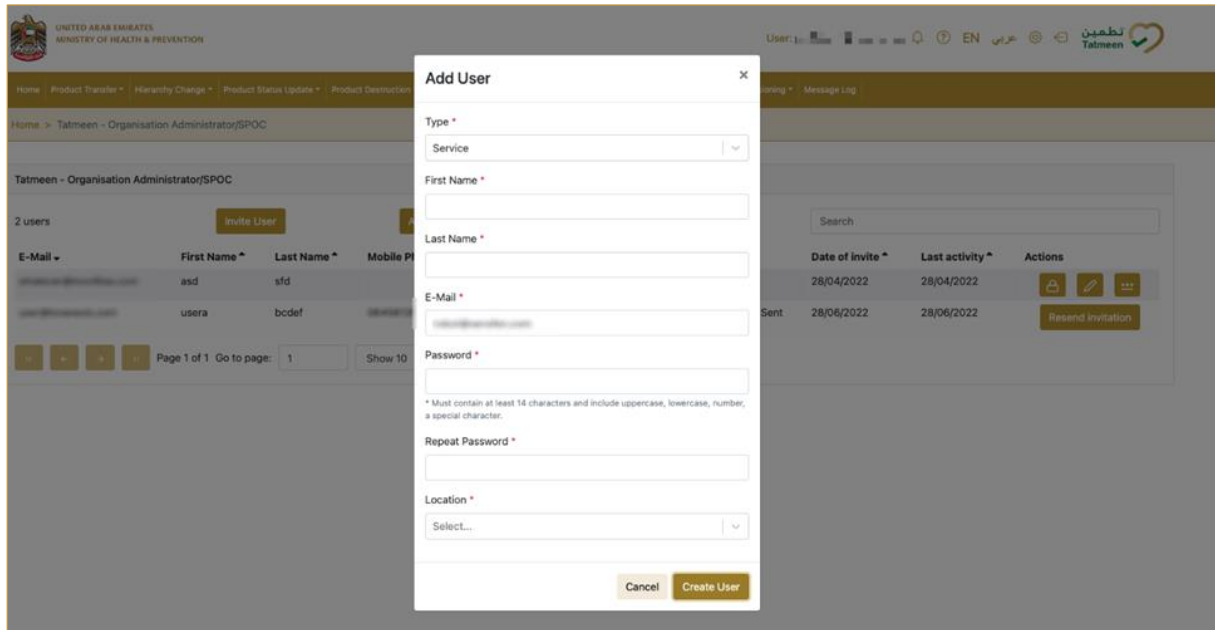 UNITED ARAB EMIRATES
MINISTRY OF HEALTH & PREVENTION
User:
EN عربي
تطمين
Tatmeen
Home Product Transfer Hierarchy Change Product Status Update Product Destruction
Message Log
Home > Tatmeen - Organisation Administrator/SPOC
Tatmeen - Organisation Administrator/SPOC
2 users Invite User A Search
E-Mail First Name Last Name Mobile Date of invite Last activity Actions
asd sfd 28/04/2022 28/04/2022
usera bcdef Sent 28/06/2022 28/06/2022 Resend Invitation
Page 1 of 1 Go to page: 1 Show 10
Add User ×
Type *
Service
First Name *
Last Name *
E-Mail *
Password *
* Must contain at least 14 characters and include uppercase, lowercase, number,
a special character.
Repeat Password *
Location *
Select...
Cancel Create User